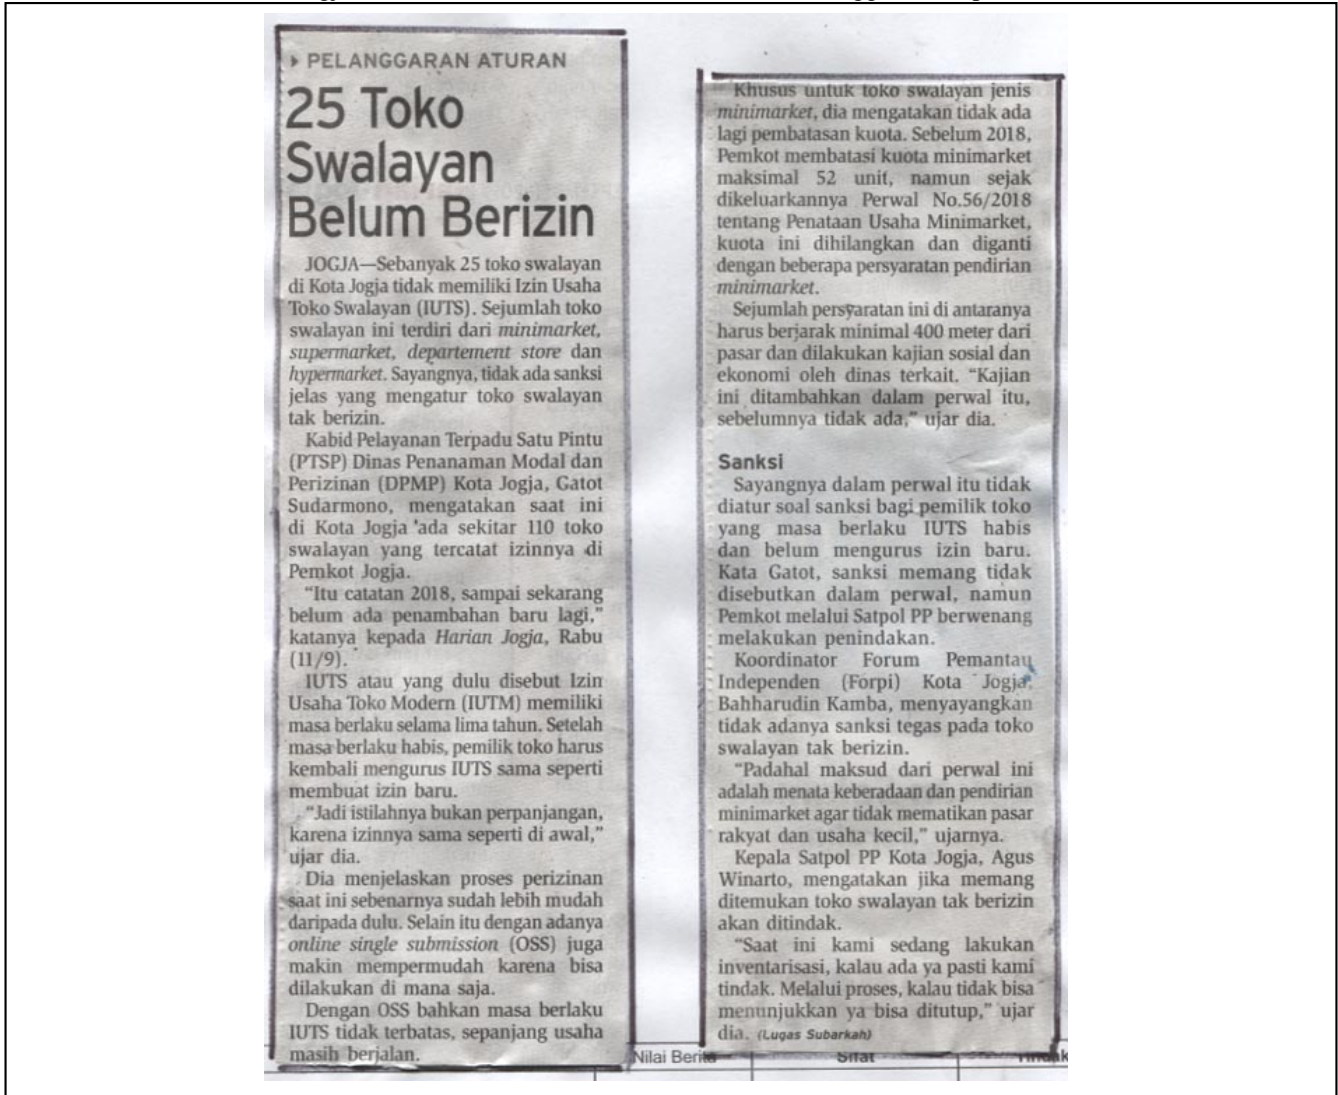 PELANGGARAN ATURAN
25 Toko
Swalayan
Belum Berizin
JOGJA—Sebanyak 25 toko swalayan
di Kota Jogja tidak memiliki Izin Usaha
Toko Swalayan (IUTS). Sejumlah toko
swalayan ini terdiri dari minimarket,
supermarket, departement store dan
hypermarket. Sayangnya, tidak ada sanksi
jelas yang mengatur toko swalayan
tak berizin.
Kabid Pelayanan Terpadu Satu Pintu
(PTSP) Dinas Penanaman Modal dan
Perizinan (DPMP) Kota Jogja, Gatot
Sudarmono, mengatakan saat ini
di Kota Jogja ada sekitar 110 toko
swalayan yang tercatat izinnya di
Pemkot Jogja.
“Itu catatan 2018, sampai sekarang
belum ada penambahan baru lagi,”
katanya kepada Harian Jogja, Rabu
(11/9).
IUTS atau yang dulu disebut Izin
Usaha Toko Modern (IUTM) memiliki
masa berlaku selama lima tahun. Setelah
masa berlaku habis, pemilik toko harus
kembali mengurus IUTS sama seperti
membuat izin baru.
“Jadi istilahnya bukan perpanjangan,
karena izinnya sama seperti di awal,”
ujar dia.
Dia menjelaskan proses perizinan
saat ini sebenarnya sudah lebih mudah
daripada dulu. Selain itu dengan adanya
online single submission (OSS) juga
makin mempermudah karena bisa
dilakukan di mana saja.
Dengan OSS bahkan masa berlaku
IUTS tidak terbatas, sepanjang usaha
masih berjalan.
Khusus untuk toko swalayan jenis
minimarket, dia mengatakan tidak ada
lagi pembatasan kuota. Sebelum 2018,
Pemkot membatasi kuota minimarket
maksimal 52 unit, namun sejak
dikeluarkannya Perwal No.56/2018
tentang Penataan Usaha Minimarket,
kuota ini dihilangkan dan diganti
dengan beberapa persyaratan pendirian
minimarket.
Sejumlah persyaratan ini di antaranya
harus berjarak minimal 400 meter dari
pasar dan dilakukan kajian sosial dan
ekonomi oleh dinas terkait. “Kajian
ini ditambahkan dalam perwal itu,
sebelumnya tidak ada,” ujar dia.
Sanksi
Sayangnya dalam perwal itu tidak
diatur soal sanksi bagi pemilik toko
yang masa berlaku IUTS habis
dan belum mengurus izin baru.
Kata Gatot, sanksi memang tidak
disebutkan dalam perwal, namun
Pemkot melalui Satpol PP berwenang
melakukan penindakan.
Koordinator Forum Pemantau
Independen (Forpi) Kota Jogja,
Bahharudin Kamba, menyayangkan
tidak adanya sanksi tegas pada toko
swalayan tak berizin.
“Padahal maksud dari perwal ini
adalah menata keberadaan dan pendirian
minimarket agar tidak mematikan pasar
rakyat dan usaha kecil,” ujarnya.
Kepala Satpol PP Kota Jogja, Agus
Winarto, mengatakan jika memang
ditemukan toko swalayan tak berizin
akan ditindak.
“Saat ini kami sedang lakukan
inventarisasi, kalau ada ya pasti kami
tindak. Melalui proses, kalau tidak bisa
menunjukkan ya bisa ditutup,” ujar
dia. (Lugas Subarkah)
Nilai Berita Sifat